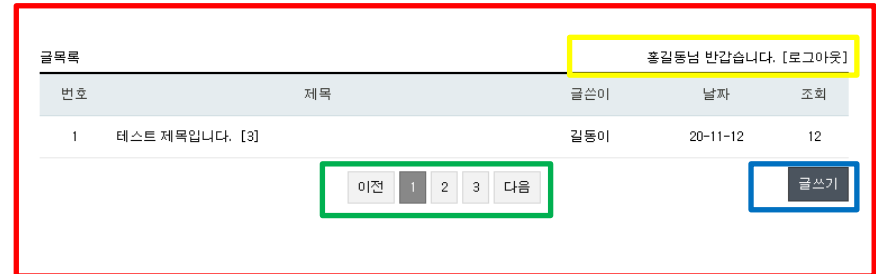 글목록 홍길동님 반갑습니다. [로그아웃]
번호 제목 글쓴이 날짜 조회
1 테스트 제목입니다. [3] 길동이 20-11-12 12
이전 1 2 3 다음 글쓰기